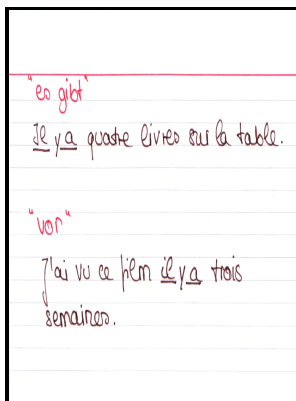 "es gibt"
Il y a quatre livres sur la table.
"vor"
J'ai vu ce film il y a trois
semaines.